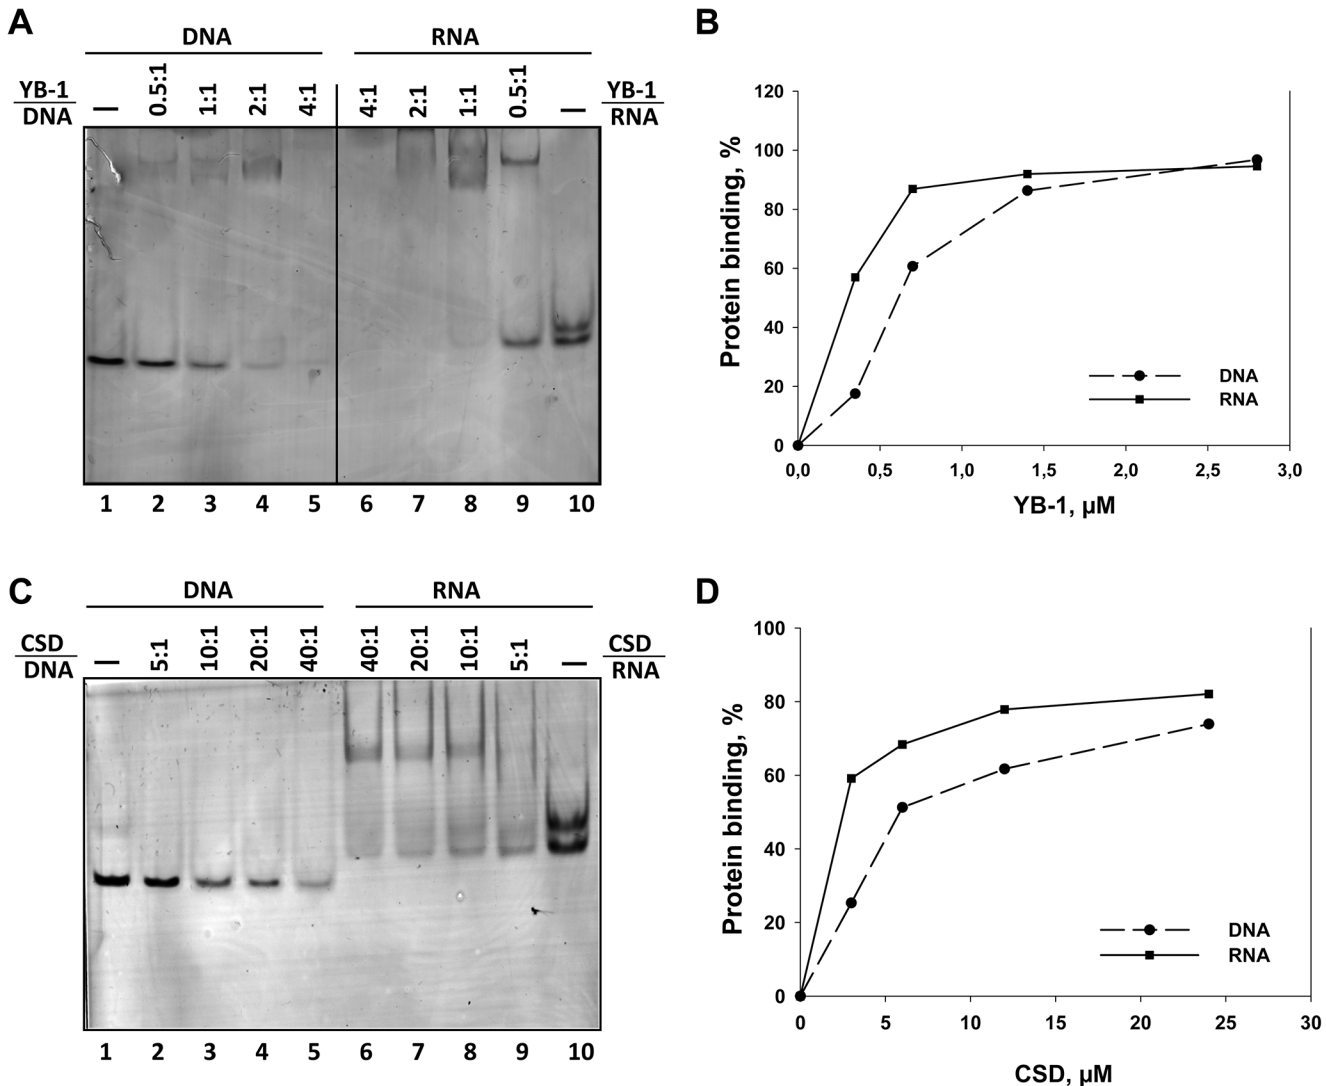 A
DNA
RNA
YB-1
DNA
—
0.5:1
1:1
2:1
4:1
4:1
2:1
1:1
0.5:1
—
YB-1
RNA
1 2 3 4 5 6 7 8 9 10
B
120
100
80
60
40
20
0
0,0 0,5 1,0 1,5 2,0 2,5 3,0
Protein binding, %
YB-1, µM
DNA
RNA
C
DNA
RNA
CSD
DNA
—
5:1
10:1
20:1
40:1
40:1
20:1
10:1
5:1
—
CSD
RNA
1 2 3 4 5 6 7 8 9 10
D
100
80
60
40
20
0
0 5 10 15 20 25 30
Protein binding, %
CSD, µM
DNA
RNA